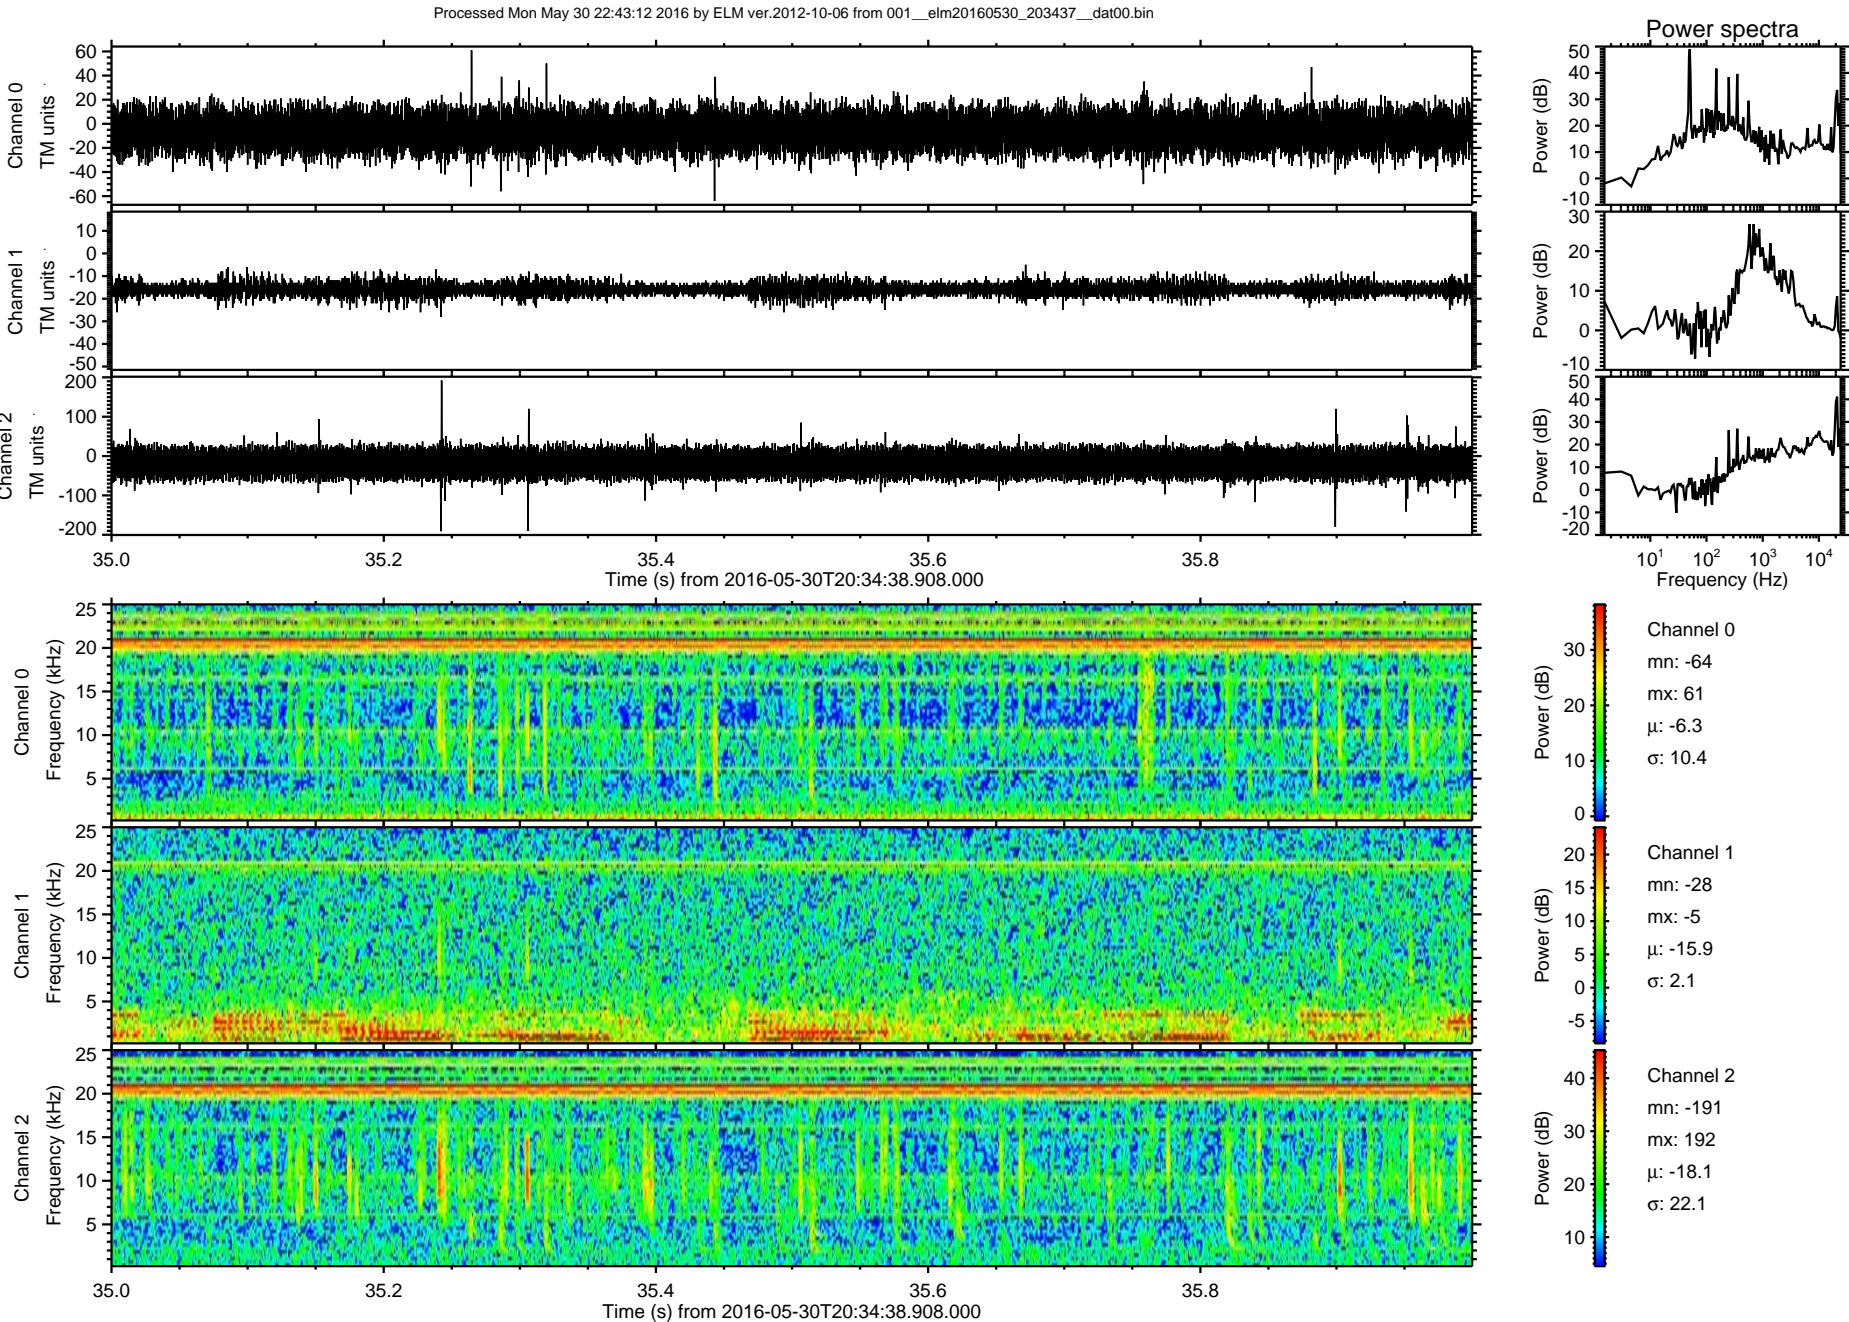 Processed Mon May 30 22:43:12 2016 by ELM ver.2012-10-06 from 001__elm20160530_203437__dat00.bin
Power spectra
Channel 0
TM units
60
40
20
0
-20
-40
-60
Power (dB)
50
40
30
20
10
0
-10
Channel 1
TM units
10
0
-10
-20
-30
-40
-50
Power (dB)
30
20
10
0
-10
Channel 2
TM units
200
100
0
-100
-200
Power (dB)
50
40
30
20
10
0
-10
-20
35.0 35.2 35.4 35.6 35.8
Time (s) from 2016-05-30T20:34:38.908.000
10^1 10^2 10^3 10^4
Frequency (Hz)
Channel 0
Frequency (kHz)
25
20
15
10
5
Power (dB)
30
20
10
0
Channel 0
mn: -64
mx: 61
μ: -6.3
σ: 10.4
Channel 1
Frequency (kHz)
25
20
15
10
5
Power (dB)
20
15
10
5
0
-5
Channel 1
mn: -28
mx: -5
μ: -15.9
σ: 2.1
Channel 2
Frequency (kHz)
25
20
15
10
5
Power (dB)
40
30
20
10
Channel 2
mn: -191
mx: 192
μ: -18.1
σ: 22.1
35.0 35.2 35.4 35.6 35.8
Time (s) from 2016-05-30T20:34:38.908.000